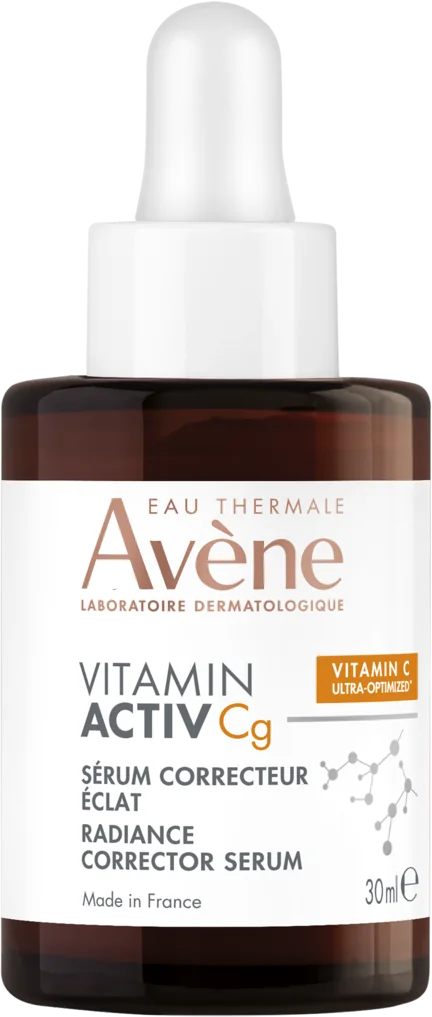 EAU THERMALE
Avène
LABORATOIRE DERMATOLOGIQUE
VITAMIN
ACTIV Cg
VITAMIN C
ULTRA-OPTIMIZED*
SÉRUM CORRECTEUR
ÉCLAT
RADIANCE
CORRECTOR SERUM
Made in France
30ml℮